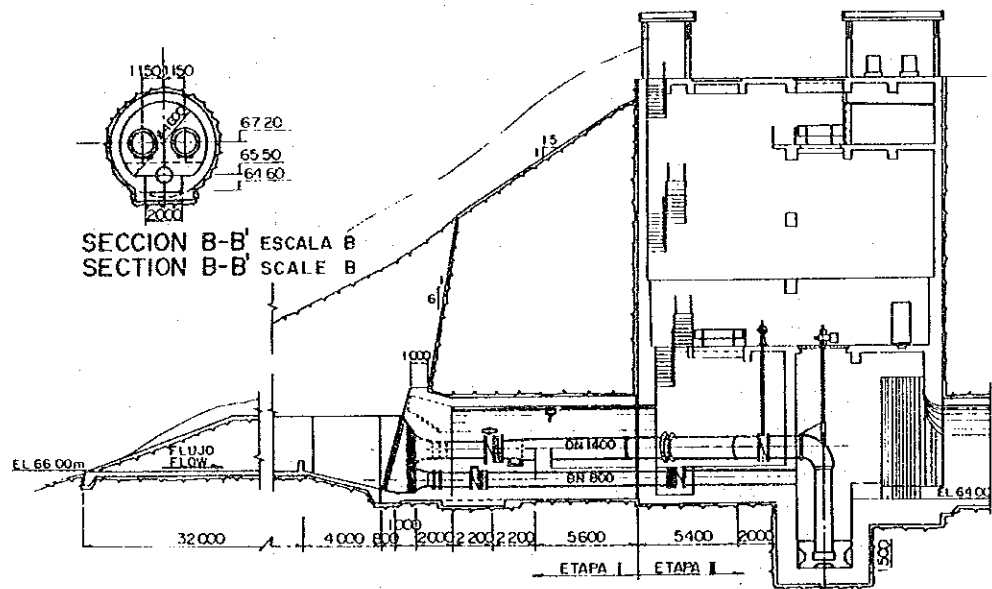 1150 1150
67.20
65.50
64.60
2000
SECCION B-B' ESCALA B
SECTION B-B' SCALE B
1.5
1
1
6
1000
FLUJO
FLOW
EL 66.00m
DN 1400
DN 800
EL 64.00
32000
4000
800
1000
2000
2200
2200
5600
5400
2000
1500
ETAPA I
ETAPA II